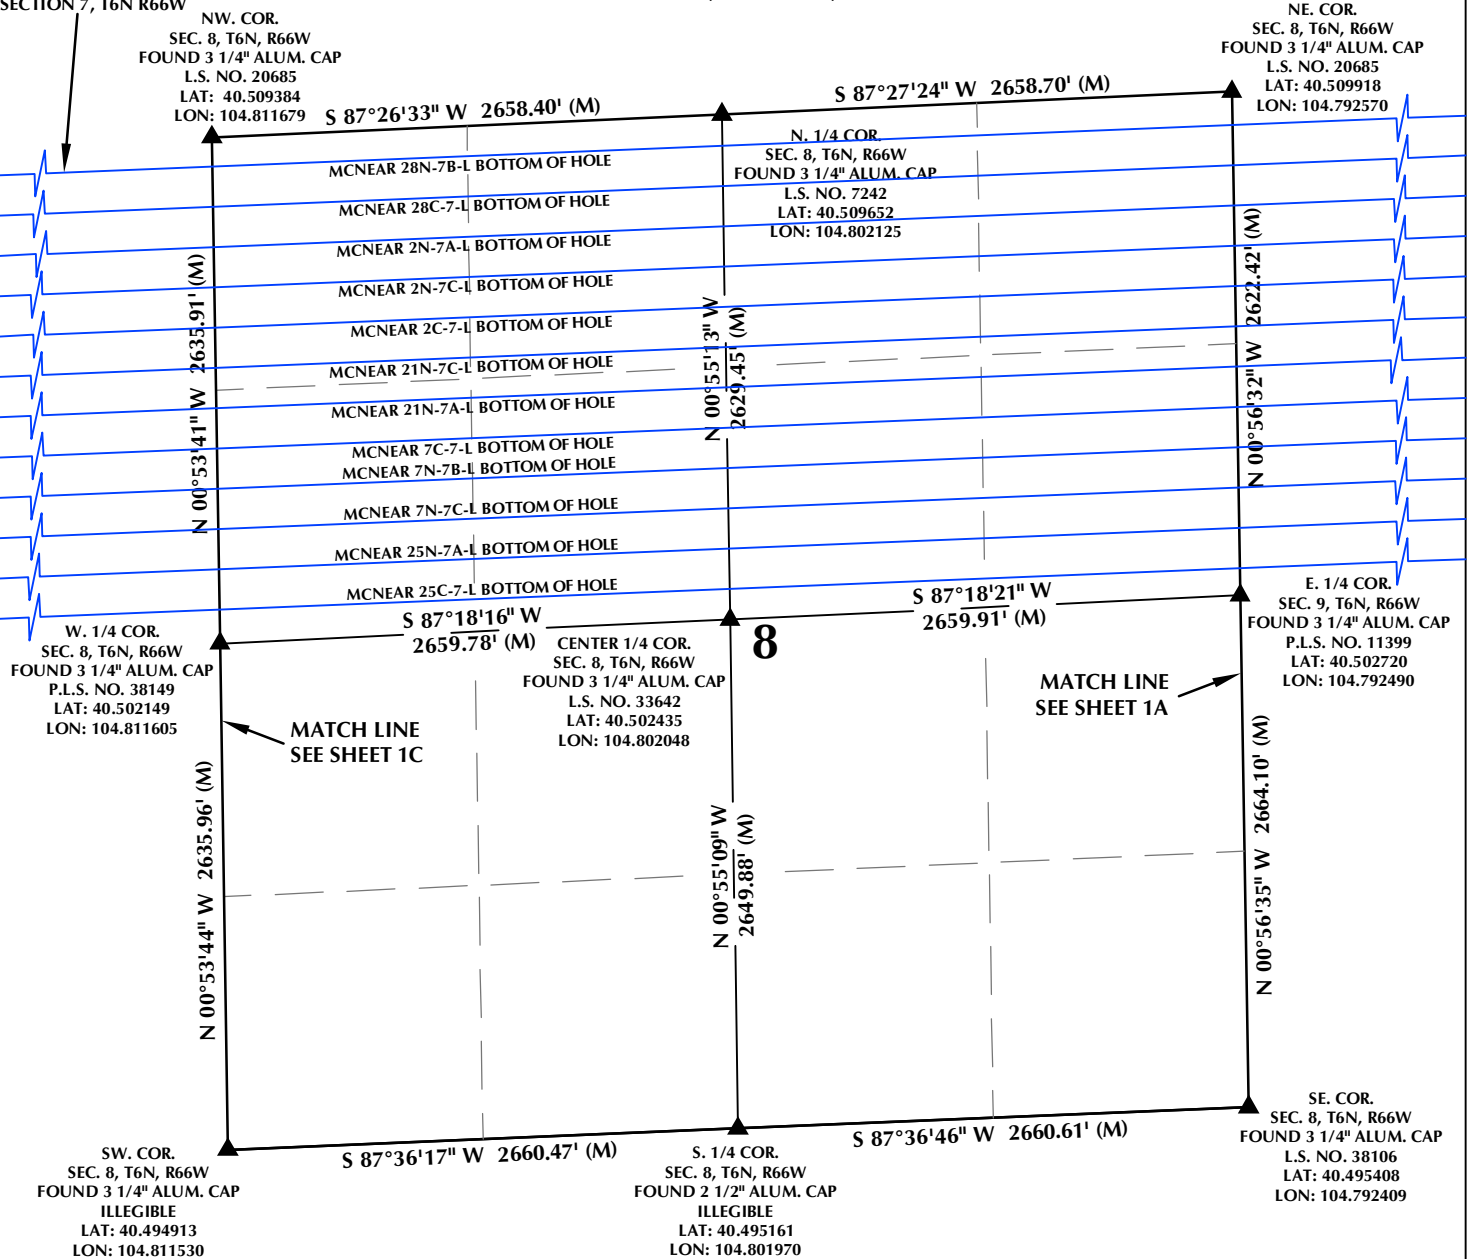 SECTION 7, T6N R66W
NW. COR.
SEC. 8, T6N, R66W
FOUND 3 1/4" ALUM. CAP
L.S. NO. 20685
LAT: 40.509384
LON: 104.811679
S 87°26'33" W 2658.40' (M)
S 87°27'24" W 2658.70' (M)
NE. COR.
SEC. 8, T6N, R66W
FOUND 3 1/4" ALUM. CAP
L.S. NO. 20685
LAT: 40.509918
LON: 104.792570
N. 1/4 COR.
SEC. 8, T6N, R66W
FOUND 3 1/4" ALUM. CAP
L.S. NO. 7242
LAT: 40.509652
LON: 104.802125
MCNEAR 28N-7B-L BOTTOM OF HOLE
MCNEAR 28C-7-L BOTTOM OF HOLE
MCNEAR 2N-7A-L BOTTOM OF HOLE
MCNEAR 2N-7C-L BOTTOM OF HOLE
MCNEAR 2C-7-L BOTTOM OF HOLE
MCNEAR 21N-7C-L BOTTOM OF HOLE
MCNEAR 21N-7A-L BOTTOM OF HOLE
MCNEAR 7C-7-L BOTTOM OF HOLE
MCNEAR 7N-7B-L BOTTOM OF HOLE
MCNEAR 7N-7C-L BOTTOM OF HOLE
MCNEAR 25N-7A-L BOTTOM OF HOLE
MCNEAR 25C-7-L BOTTOM OF HOLE
N 00°53'41" W 2635.91' (M)
N 00°55'13" W
2629.45' (M)
N 00°56'32" W 2622.42' (M)
S 87°18'16" W
2659.78' (M)
S 87°18'21" W
2659.91' (M)
W. 1/4 COR.
SEC. 8, T6N, R66W
FOUND 3 1/4" ALUM. CAP
P.L.S. NO. 38149
LAT: 40.502149
LON: 104.811605
CENTER 1/4 COR.
SEC. 8, T6N, R66W
FOUND 3 1/4" ALUM. CAP
L.S. NO. 33642
LAT: 40.502435
LON: 104.802048
8
E. 1/4 COR.
SEC. 9, T6N, R66W
FOUND 3 1/4" ALUM. CAP
P.L.S. NO. 11399
LAT: 40.502720
LON: 104.792490
MATCH LINE
SEE SHEET 1C
MATCH LINE
SEE SHEET 1A
N 00°53'44" W 2635.96' (M)
N 00°55'09" W
2649.88' (M)
N 00°56'35" W 2664.10' (M)
S 87°36'17" W 2660.47' (M)
S 87°36'46" W 2660.61' (M)
SW. COR.
SEC. 8, T6N, R66W
FOUND 3 1/4" ALUM. CAP
ILLEGIBLE
LAT: 40.494913
LON: 104.811530
S. 1/4 COR.
SEC. 8, T6N, R66W
FOUND 2 1/2" ALUM. CAP
ILLEGIBLE
LAT: 40.495161
LON: 104.801970
SE. COR.
SEC. 8, T6N, R66W
FOUND 3 1/4" ALUM. CAP
L.S. NO. 38106
LAT: 40.495408
LON: 104.792409